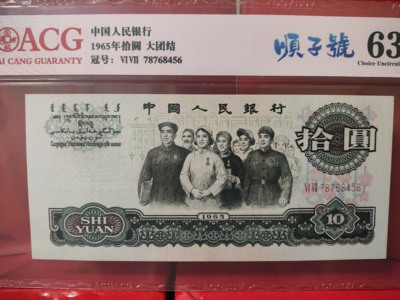 ACG
AI CANG GUARANTY
中国人民银行
1965年拾圆 大团结
冠号: VI VII 78768456
順子號
63
Choice Uncircul
中國人民銀行
拾圓
VI VII 78768456
SHI
YUAN
1965
10